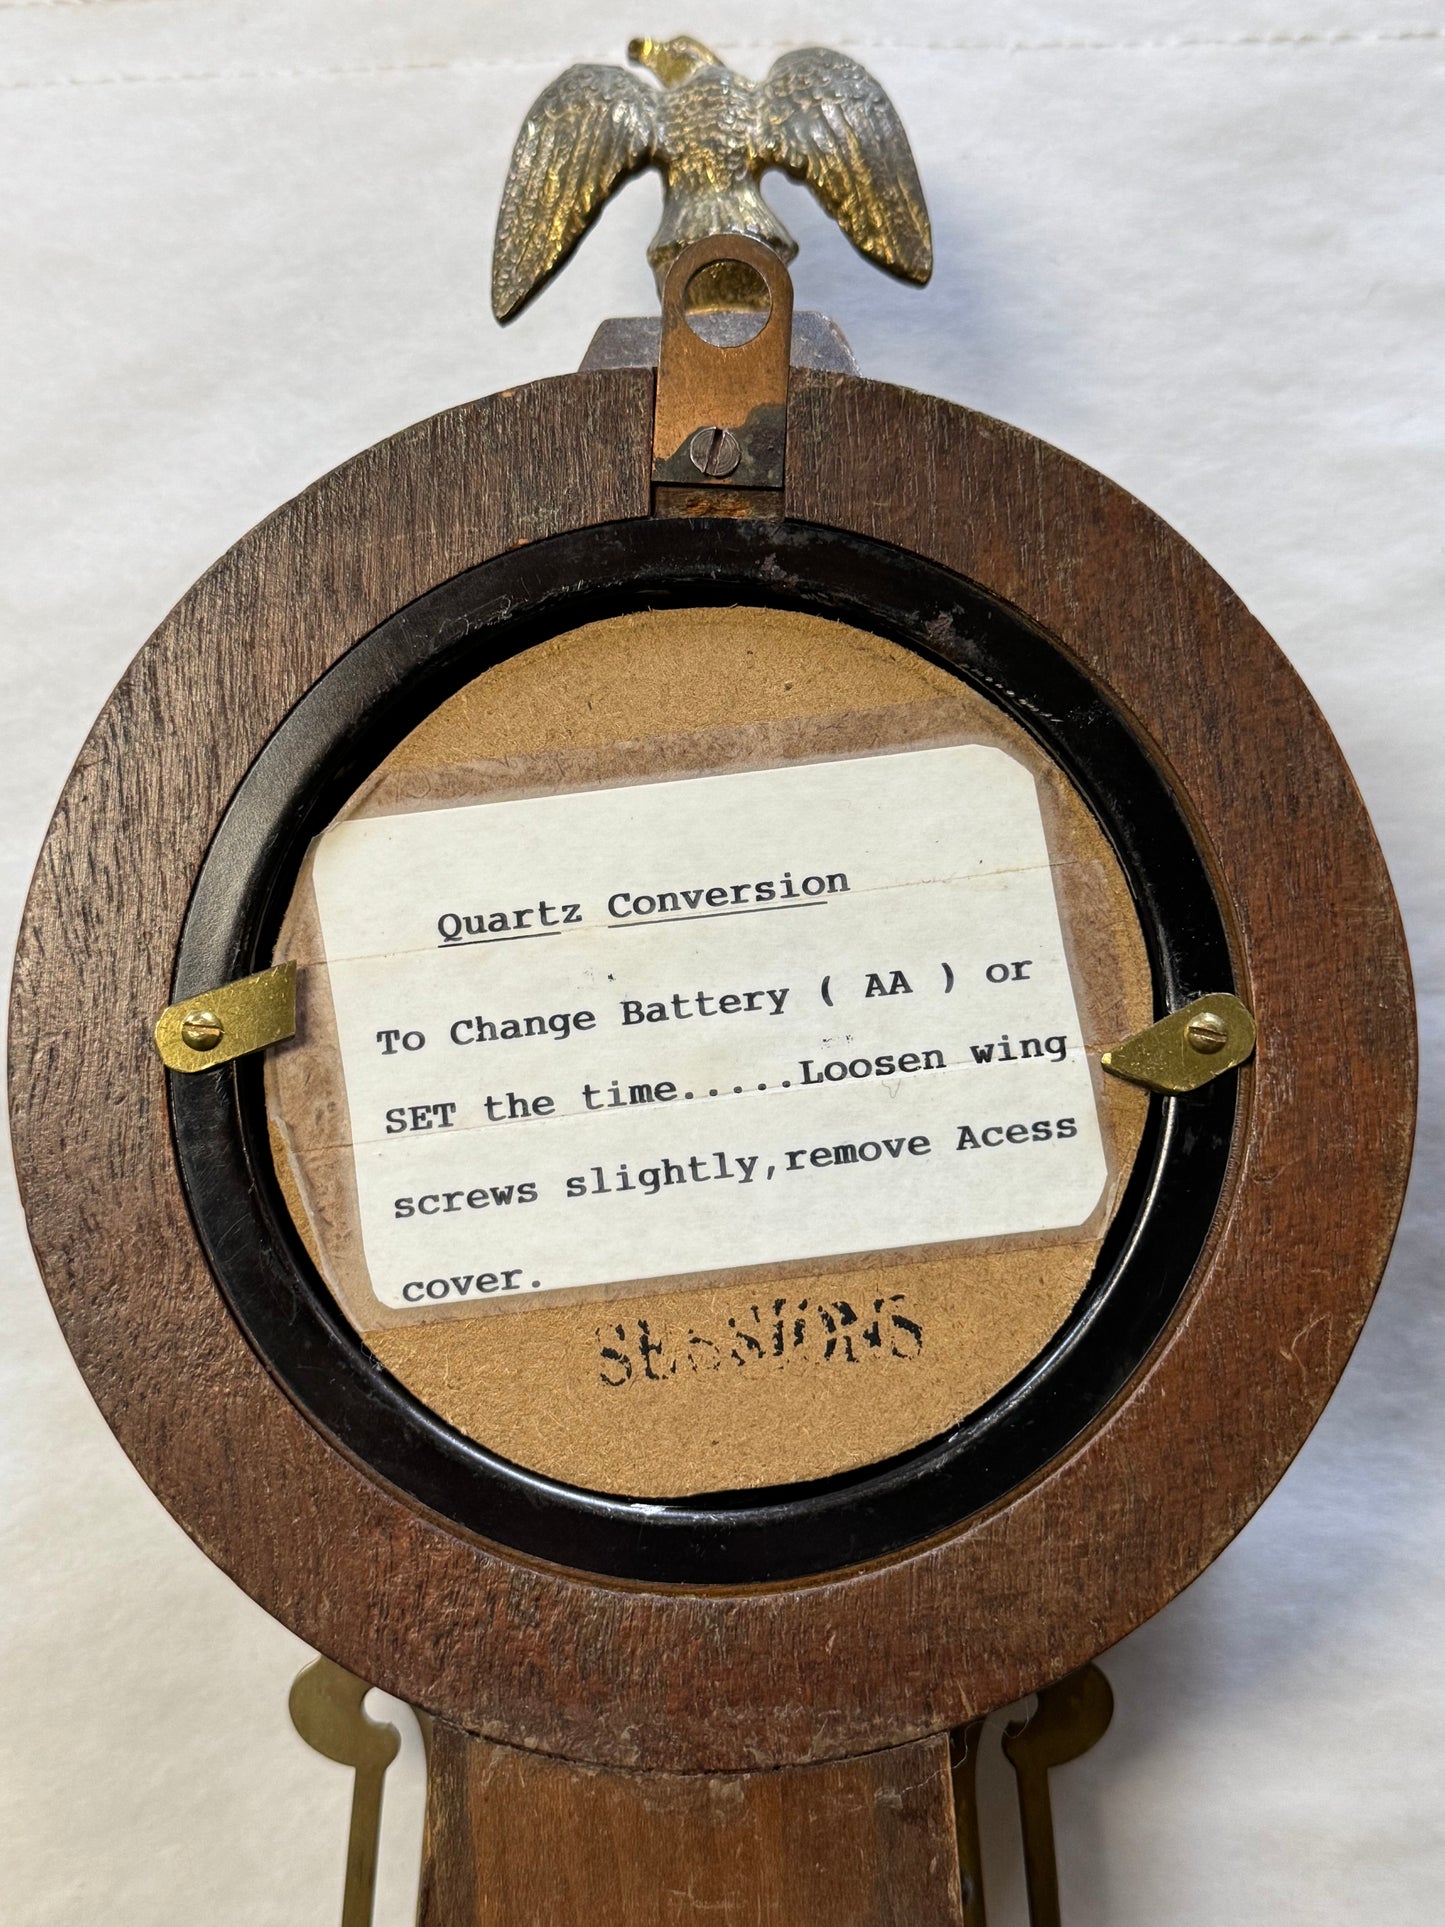 Quartz Conversion
To Change Battery ( AA ) or
SET the time.....Loosen wing
screws slightly,remove Acess
cover.
SESSIONS